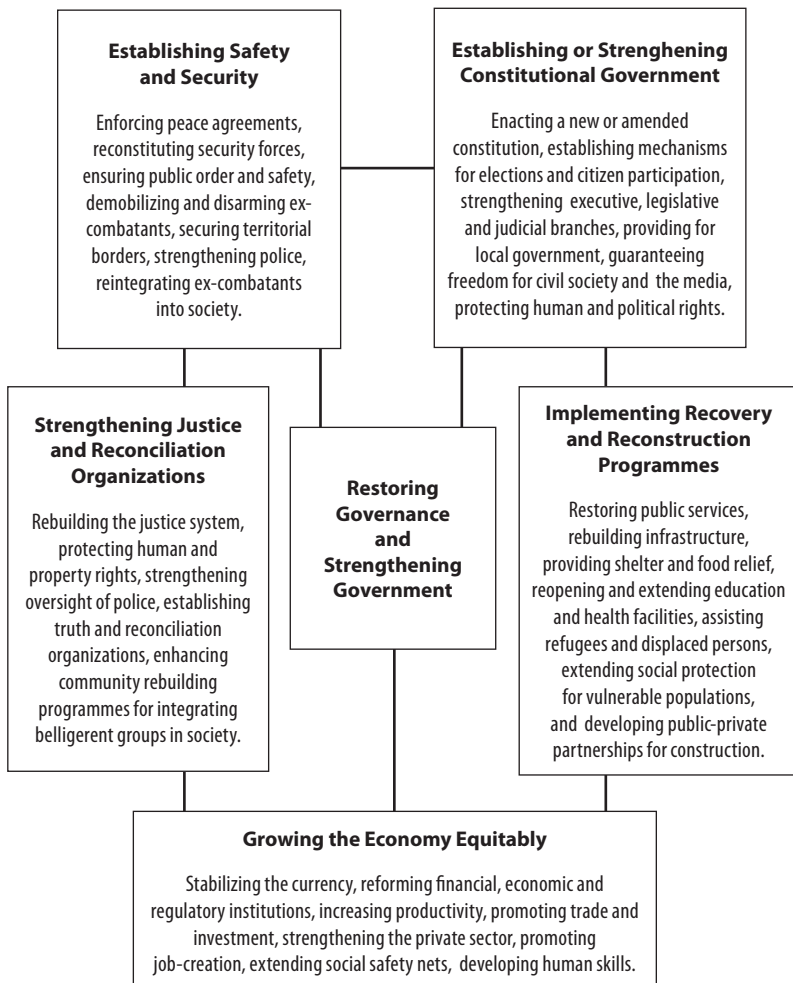 Establishing Safety
and Security
Enforcing peace agreements,
reconstituting security forces,
ensuring public order and safety,
demobilizing and disarming ex-
combatants, securing territorial
borders, strengthening police,
reintegrating ex-combatants
into society.
Establishing or Strenghening
Constitutional Government
Enacting a new or amended
constitution, establishing mechanisms
for elections and citizen participation,
strengthening executive, legislative
and judicial branches, providing for
local government, guaranteeing
freedom for civil society and the media,
protecting human and political rights.
Strengthening Justice
and Reconciliation
Organizations
Rebuilding the justice system,
protecting human and
property rights, strengthening
oversight of police, establishing
truth and reconciliation
organizations, enhancing
community rebuilding
programmes for integrating
belligerent groups in society.
Restoring
Governance
and
Strengthening
Government
Implementing Recovery
and Reconstruction
Programmes
Restoring public services,
rebuilding infrastructure,
providing shelter and food relief,
reopening and extending education
and health facilities, assisting
refugees and displaced persons,
extending social protection
for vulnerable populations,
and developing public-private
partnerships for construction.
Growing the Economy Equitably
Stabilizing the currency, reforming financial, economic and
regulatory institutions, increasing productivity, promoting trade and
investment, strengthening the private sector, promoting
job-creation, extending social safety nets, developing human skills.